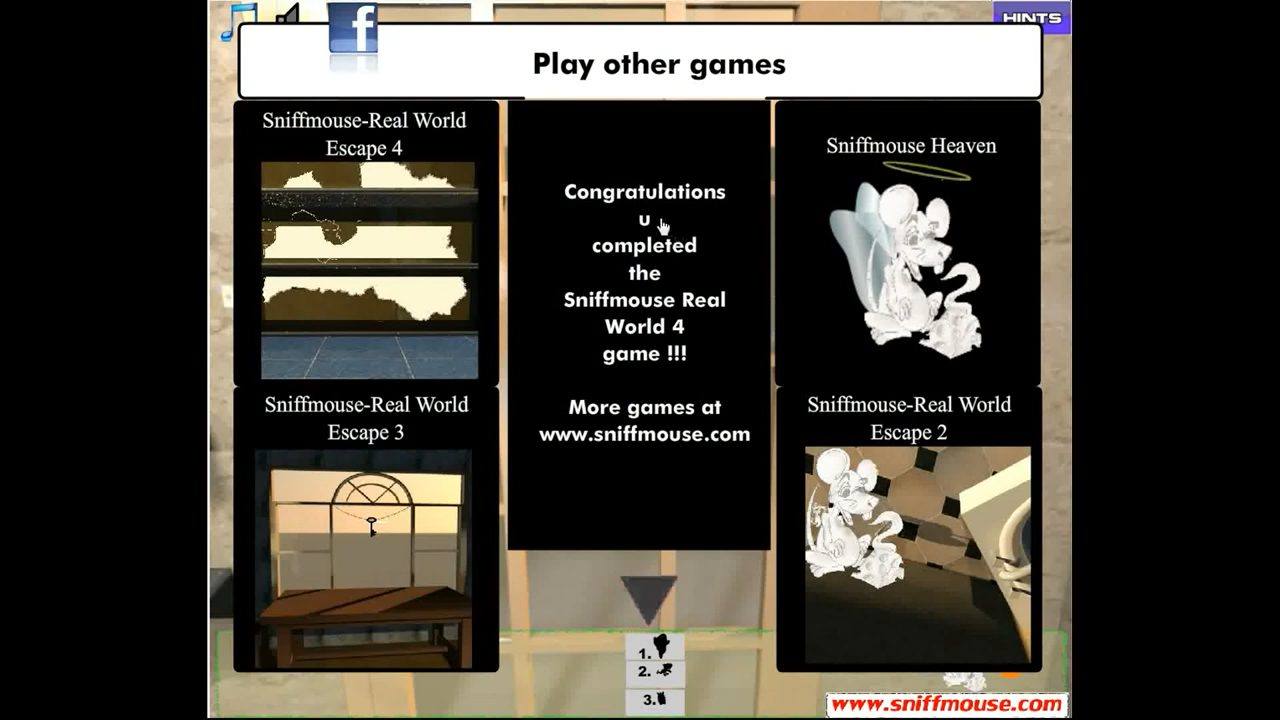 HINTS
f
Play other games
Sniffmouse-Real World
Escape 4
Congratulations
u
completed
the
Sniffmouse Real
World 4
game !!!
More games at
www.sniffmouse.com
Sniffmouse Heaven
Sniffmouse-Real World
Escape 3
Sniffmouse-Real World
Escape 2
1.
2.
3.
www.sniffmouse.com